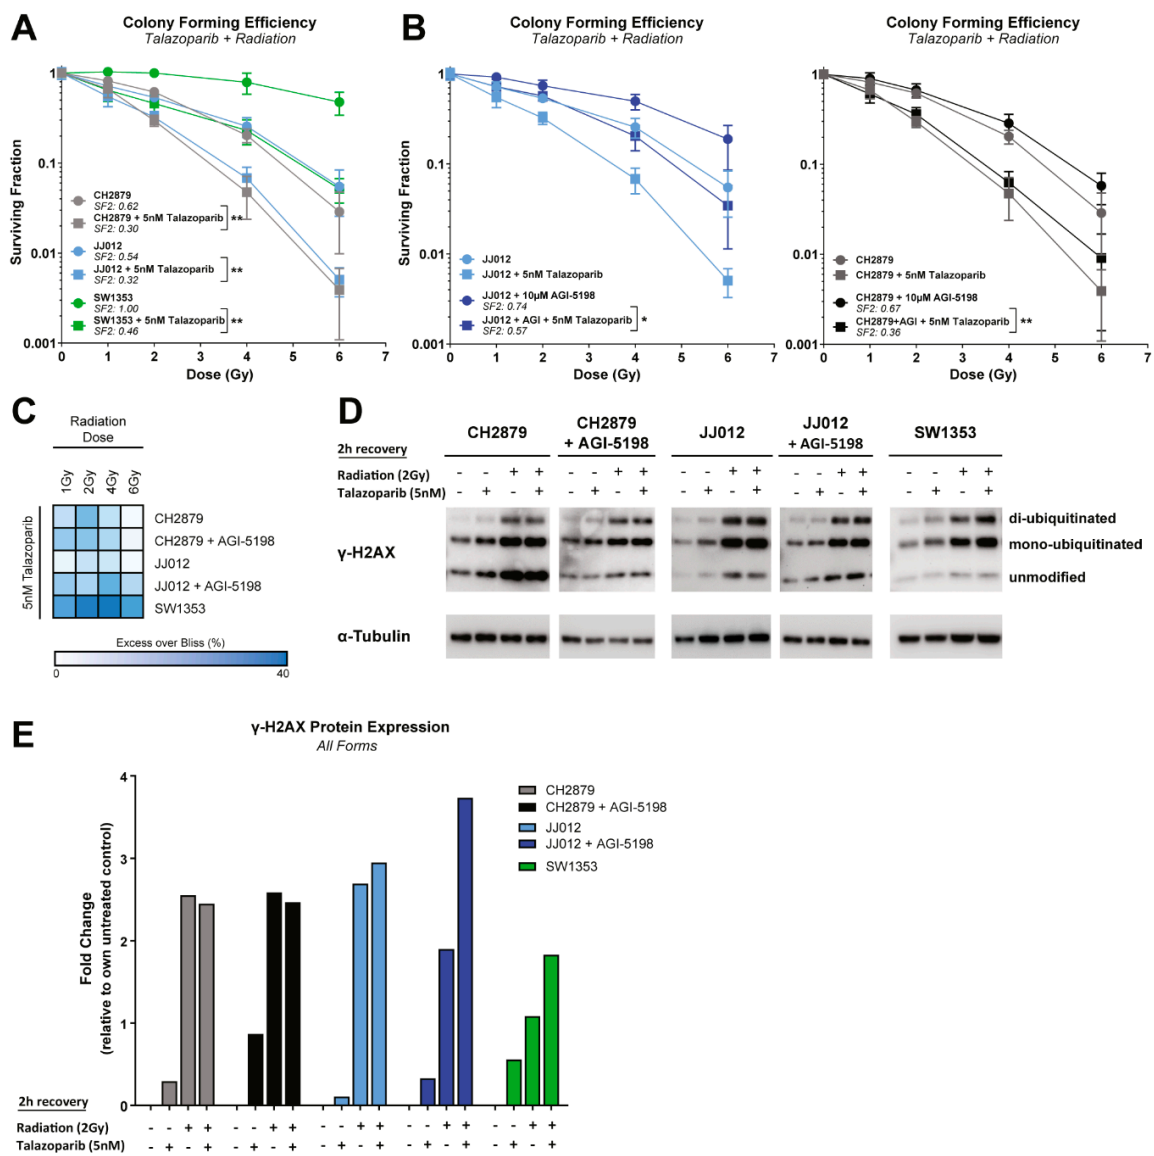 A
Colony Forming Efficiency
Talazoparib + Radiation
Surviving Fraction
1
0.1
0.01
0.001
0 1 2 3 4 5 6 7
Dose (Gy)
CH2879
SF2: 0.62
CH2879 + 5nM Talazoparib
SF2: 0.30
**
JJ012
SF2: 0.54
JJ012 + 5nM Talazoparib
SF2: 0.32
**
SW1353
SF2: 1.00
SW1353 + 5nM Talazoparib
SF2: 0.46
**
B
Colony Forming Efficiency
Talazoparib + Radiation
Surviving Fraction
1
0.1
0.01
0.001
0 1 2 3 4 5 6 7
Dose (Gy)
JJ012
JJ012 + 5nM Talazoparib
JJ012 + 10µM AGI-5198
SF2: 0.74
JJ012 + AGI + 5nM Talazoparib
SF2: 0.57
*
Colony Forming Efficiency
Talazoparib + Radiation
1
0.1
0.01
0.001
0 1 2 3 4 5 6 7
Dose (Gy)
CH2879
CH2879 + 5nM Talazoparib
CH2879 + 10µM AGI-5198
SF2: 0.67
CH2879+AGI + 5nM Talazoparib
SF2: 0.36
**
C
Radiation
Dose
1Gy 2Gy 4Gy 6Gy
5nM Talazoparib
CH2879
CH2879 + AGI-5198
JJ012
JJ012 + AGI-5198
SW1353
Excess over Bliss (%)
0 40
D
CH2879
CH2879
+ AGI-5198
JJ012
JJ012
+ AGI-5198
SW1353
2h recovery
Radiation (2Gy) - - + + - - + + - - + + - - + + - - + +
Talazoparib (5nM) - + - + - + - + - + - + - + - + - + - +
γ-H2AX
di-ubiquitinated
mono-ubiquitinated
unmodified
α-Tubulin
E
γ-H2AX Protein Expression
All Forms
Fold Change
(relative to own untreated control)
4
3
2
1
0
CH2879
CH2879 + AGI-5198
JJ012
JJ012 + AGI-5198
SW1353
2h recovery
Radiation (2Gy) - - + + - - + + - - + + - - + + - - + +
Talazoparib (5nM) - + - + - + - + - + - + - + - + - + - +